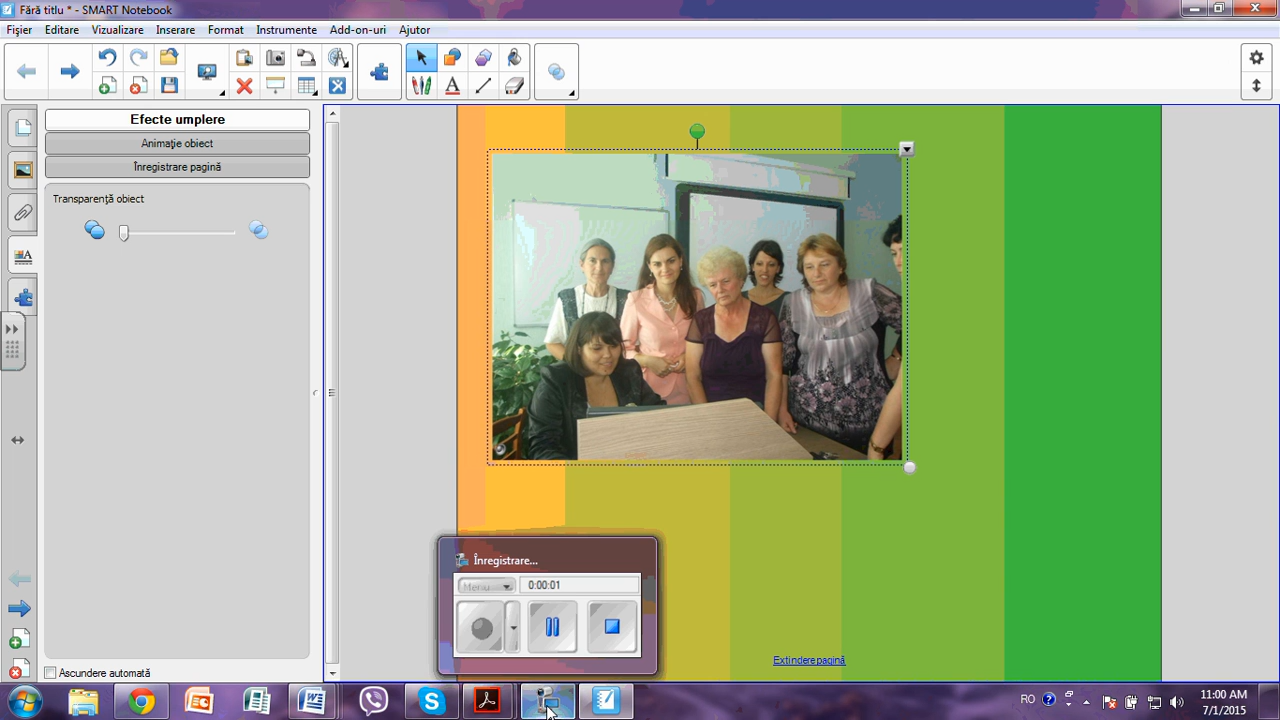 Fără titlu * - SMART Notebook
Fișier Editare Vizualizare Inserare Format Instrumente Add-on-uri Ajutor
Efecte umplere
Animaţie obiect
Înregistrare pagină
Transparenţă obiect
Înregistrare...
Meniu 0:00:01
Extindere pagină
Ascundere automată
RO 11:00 AM
7/1/2015